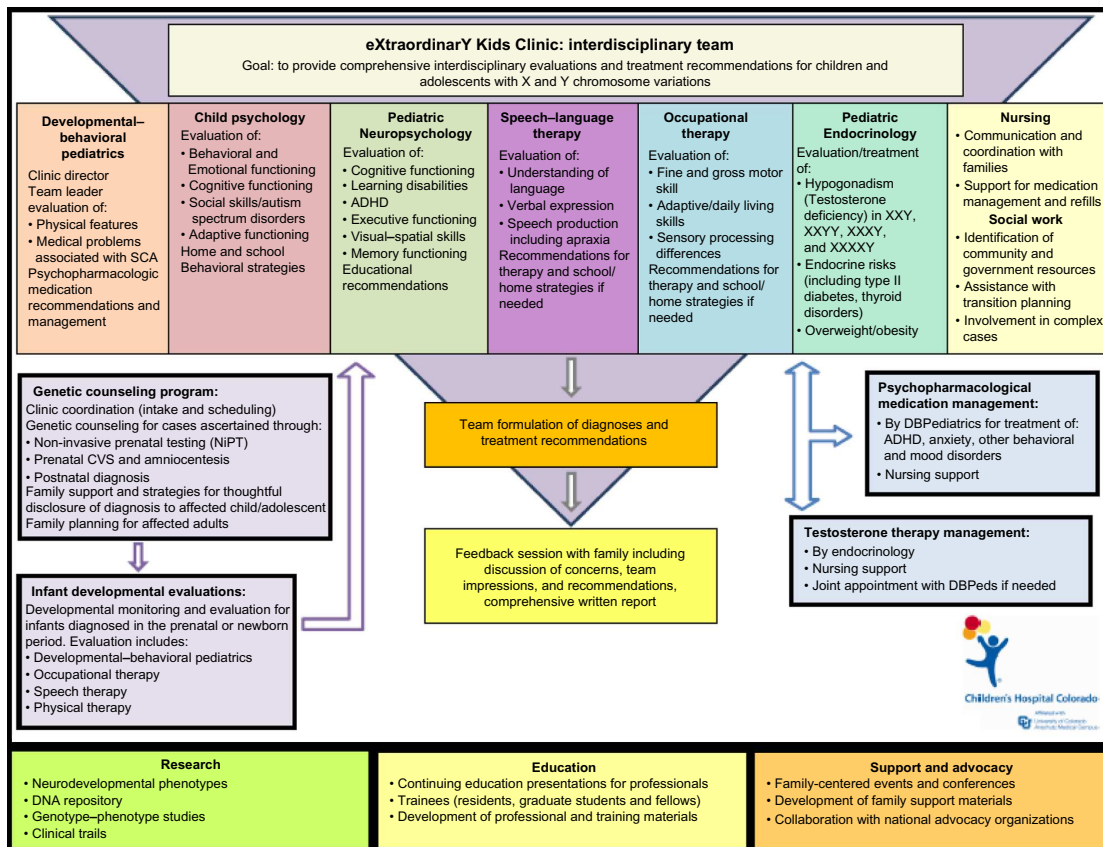 eXtraordinarY Kids Clinic: interdisciplinary team
Goal: to provide comprehensive interdisciplinary evaluations and treatment recommendations for children and
adolescents with X and Y chromosome variations
Developmental–
behavioral
pediatrics
Clinic director
Team leader
evaluation of:
• Physical features
• Medical problems
associated with SCA
Psychopharmacologic
medication
recommendations and
management
Child psychology
Evaluation of:
• Behavioral and
Emotional functioning
• Cognitive functioning
• Social skills/autism
spectrum disorders
• Adaptive functioning
Home and school
Behavioral strategies
Pediatric
Neuropsychology
Evaluation of:
• Cognitive functioning
• Learning disabilities
• ADHD
• Executive functioning
• Visual–spatial skills
• Memory functioning
Educational
recommendations
Speech–language
therapy
Evaluation of:
• Understanding of
language
• Verbal expression
• Speech production
including apraxia
Recommendations for
therapy and school/
home strategies if
needed
Occupational
therapy
Evaluation of:
• Fine and gross motor
skill
• Adaptive/daily living
skills
• Sensory processing
differences
Recommendations for
therapy and school/
home strategies if
needed
Pediatric
Endocrinology
Evaluation/treatment
of:
• Hypogonadism
(Testosterone
deficiency) in XXY,
XXYY, XXXY,
and XXXXY
• Endocrine risks
(including type II
diabetes, thyroid
disorders)
• Overweight/obesity
Nursing
• Communication and
coordination with
families
• Support for medication
management and refills
Social work
• Identification of
community and
government resources
• Assistance with
transition planning
• Involvement in complex
cases
Genetic counseling program:
Clinic coordination (intake and scheduling)
Genetic counseling for cases ascertained through:
• Non-invasive prenatal testing (NiPT)
• Prenatal CVS and amniocentesis
• Postnatal diagnosis
Family support and strategies for thoughtful
disclosure of diagnosis to affected child/adolescent
Family planning for affected adults
Infant developmental evaluations:
Developmental monitoring and evaluation for
infants diagnosed in the prenatal or newborn
period. Evaluation includes:
• Developmental–behavioral pediatrics
• Occupational therapy
• Speech therapy
• Physical therapy
Team formulation of diagnoses and
treatment recommendations
Feedback session with family including
discussion of concerns, team
impressions, and recommendations,
comprehensive written report
Psychopharmacological
medication management:
• By DBPediatrics for treatment of:
ADHD, anxiety, other behavioral
and mood disorders
• Nursing support
Testosterone therapy management:
• By endocrinology
• Nursing support
• Joint appointment with DBPeds if needed
Children's Hospital Colorado
Affiliated with
University of Colorado
Anschutz Medical Campus
Research
• Neurodevelopmental phenotypes
• DNA repository
• Genotype–phenotype studies
• Clinical trails
Education
• Continuing education presentations for professionals
• Trainees (residents, graduate students and fellows)
• Development of professional and training materials
Support and advocacy
• Family-centered events and conferences
• Development of family support materials
• Collaboration with national advocacy organizations